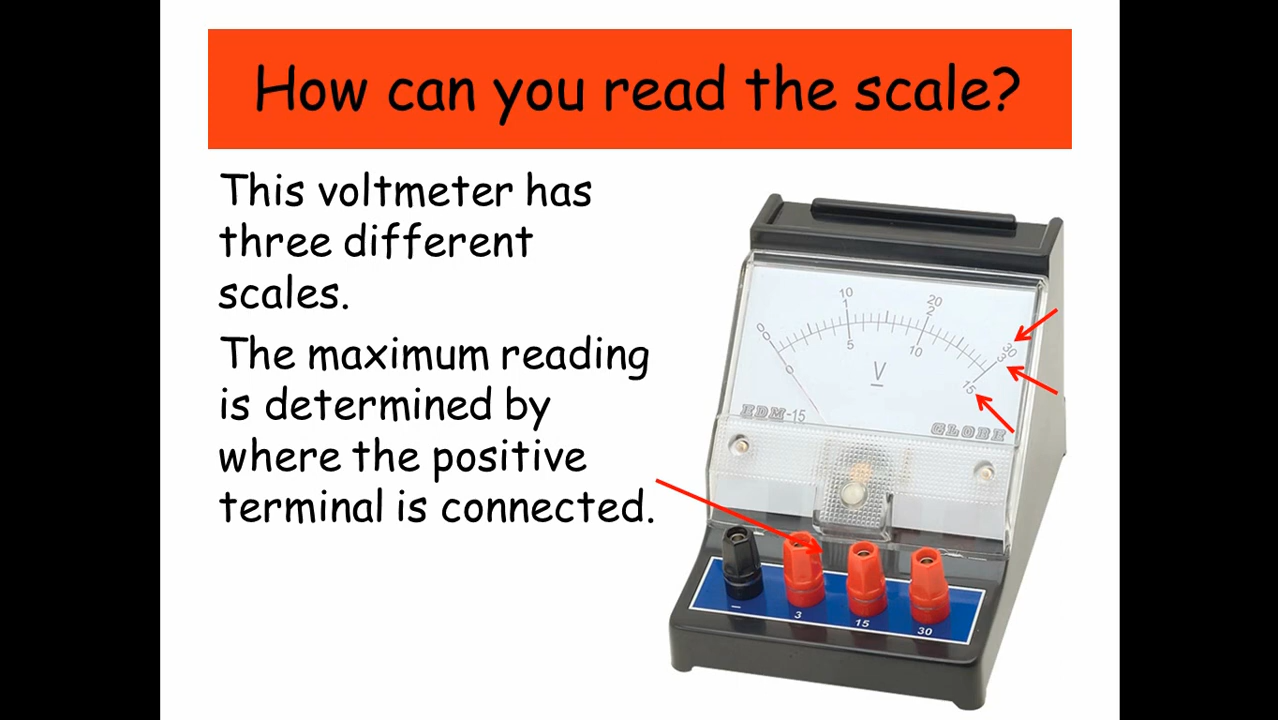 How can you read the scale?
This voltmeter has
three different
scales.
The maximum reading
is determined by
where the positive
terminal is connected.
10 20
0 1 2 30
0 3
5 10
0 15
V
EDM-15
GLOBE
– 3 15 30